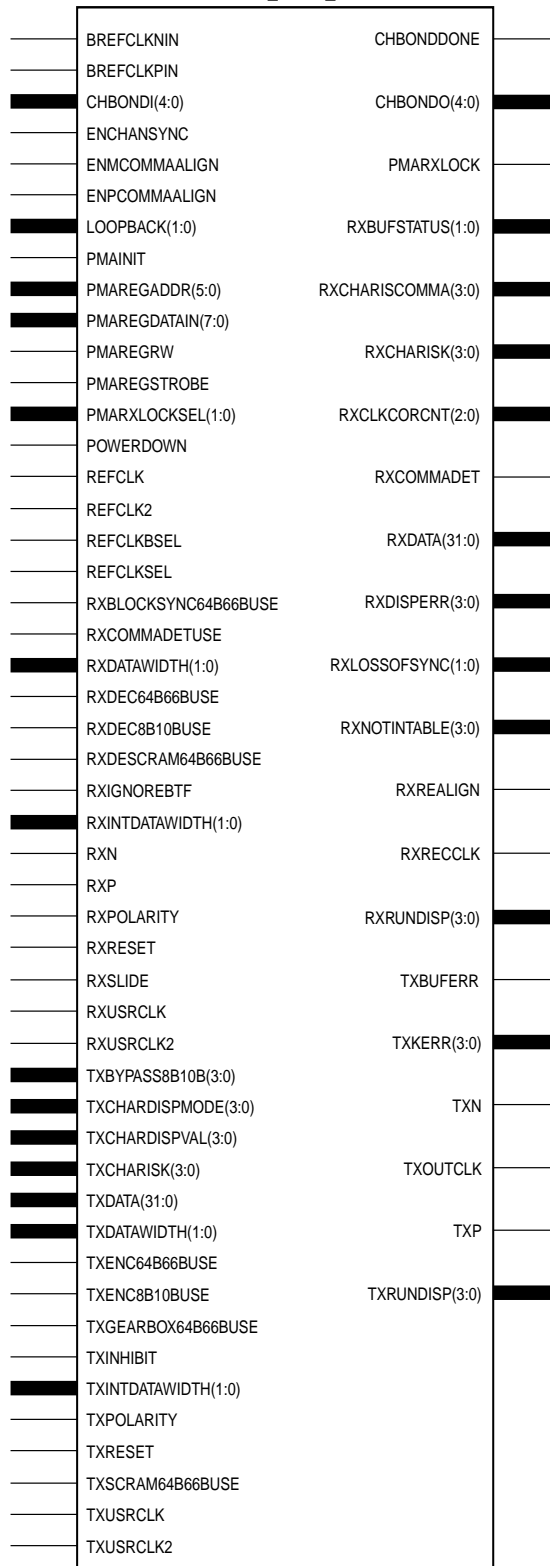 BREFCLKNIN
BREFCLKPIN
CHBONDI(4:0)
ENCHANSYNC
ENMCOMMAALIGN
ENPCOMMAALIGN
LOOPBACK(1:0)
PMAINIT
PMAREGADDR(5:0)
PMAREGDATAIN(7:0)
PMAREGRW
PMAREGSTROBE
PMARXLOCKSEL(1:0)
POWERDOWN
REFCLK
REFCLK2
REFCLKBSEL
REFCLKSEL
RXBLOCKSYNC64B66BUSE
RXCOMMADETUSE
RXDATAWIDTH(1:0)
RXDEC64B66BUSE
RXDEC8B10BUSE
RXDESCRAM64B66BUSE
RXIGNOREBTF
RXINTDATAWIDTH(1:0)
RXN
RXP
RXPOLARITY
RXRESET
RXSLIDE
RXUSRCLK
RXUSRCLK2
TXBYPASS8B10B(3:0)
TXCHARDISPMODE(3:0)
TXCHARDISPVAL(3:0)
TXCHARISK(3:0)
TXDATA(31:0)
TXDATAWIDTH(1:0)
TXENC64B66BUSE
TXENC8B10BUSE
TXGEARBOX64B66BUSE
TXINHIBIT
TXINTDATAWIDTH(1:0)
TXPOLARITY
TXRESET
TXSCRAM64B66BUSE
TXUSRCLK
TXUSRCLK2
CHBONDDONE
CHBONDO(4:0)
PMARXLOCK
RXBUFSTATUS(1:0)
RXCHARISCOMMA(3:0)
RXCHARISK(3:0)
RXCLKCORCNT(2:0)
RXCOMMADET
RXDATA(31:0)
RXDISPERR(3:0)
RXLOSSOFSYNC(1:0)
RXNOTINTABLE(3:0)
RXREALIGN
RXRECCLK
RXRUNDISP(3:0)
TXBUFERR
TXKERR(3:0)
TXN
TXOUTCLK
TXP
TXRUNDISP(3:0)